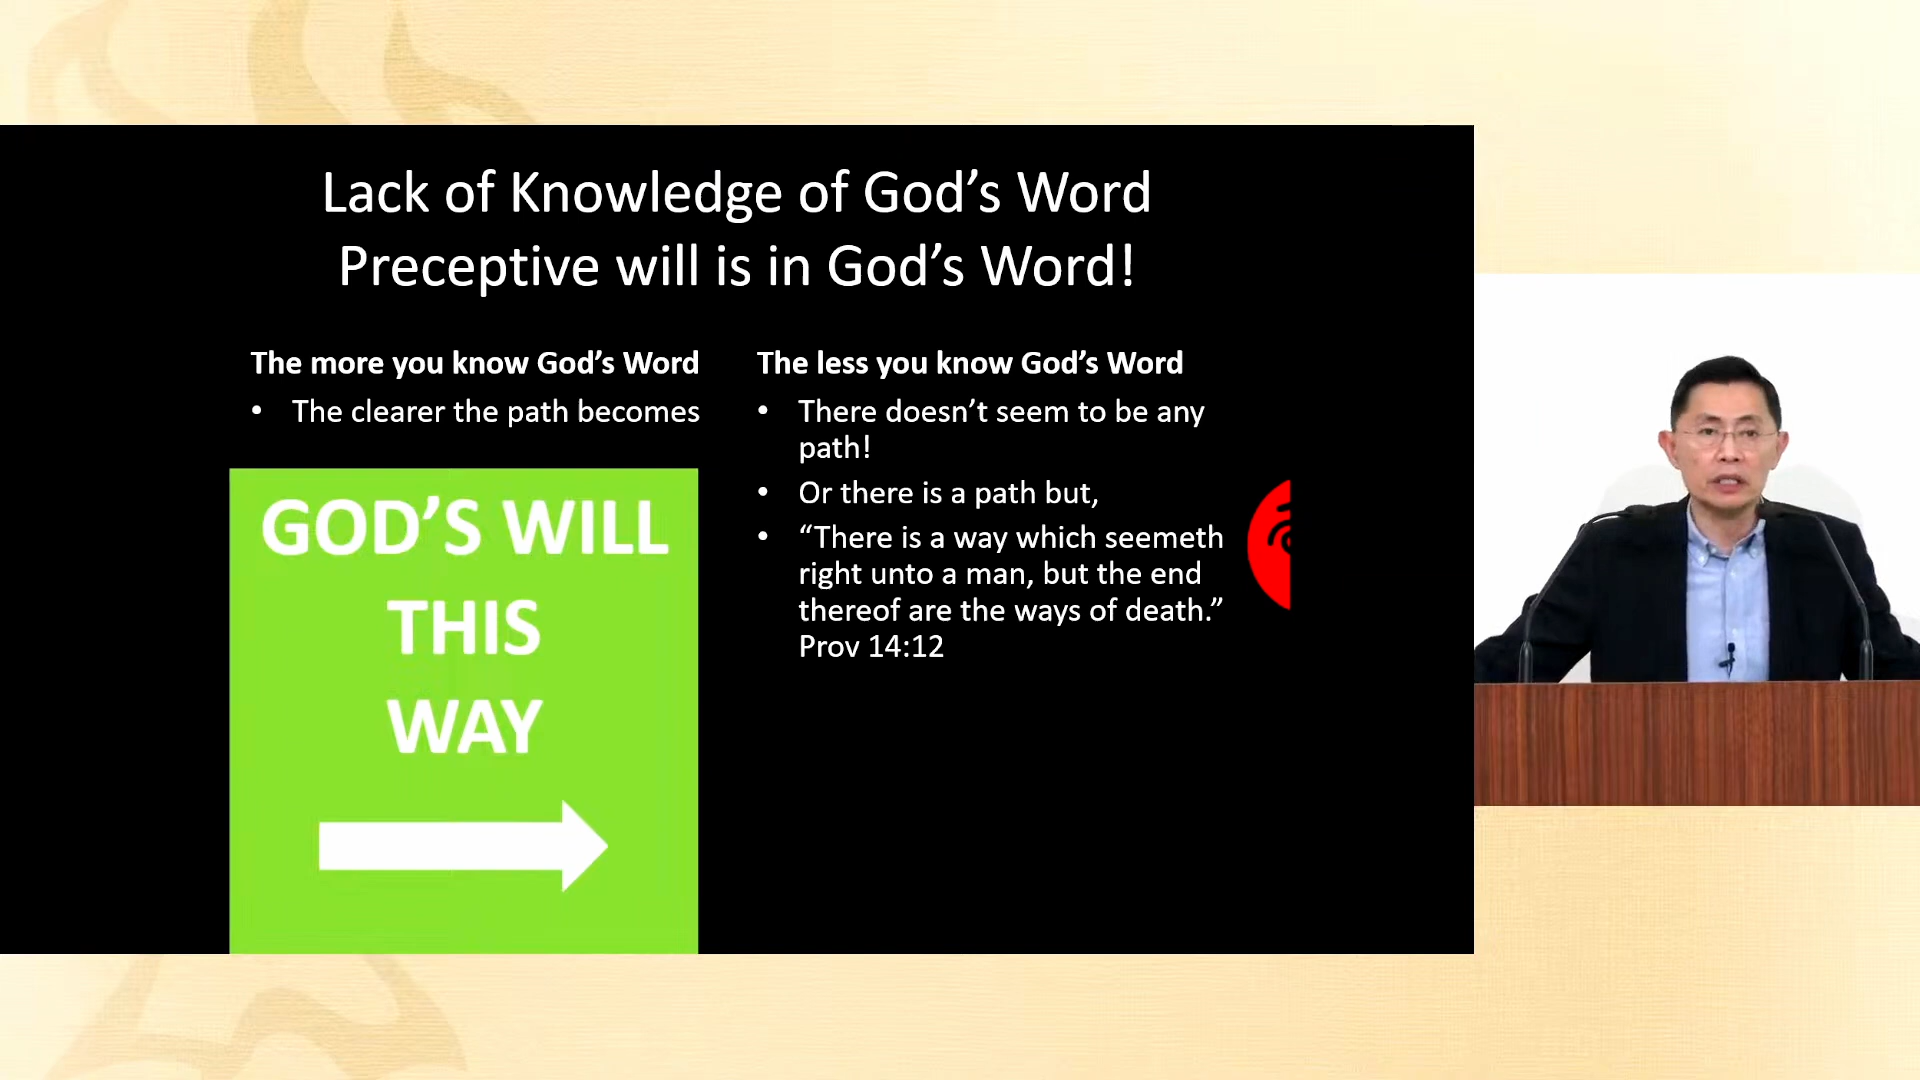 Lack of Knowledge of God’s Word
Preceptive will is in God’s Word!
The more you know God’s Word
• The clearer the path becomes
GOD’S WILL
THIS
WAY
The less you know God’s Word
• There doesn’t seem to be any
path!
• Or there is a path but,
• “There is a way which seemeth
right unto a man, but the end
thereof are the ways of death.”
Prov 14:12